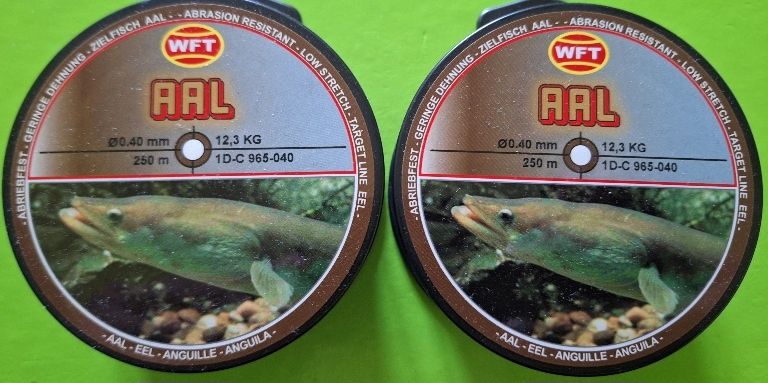 - ABRIEBFEST - GERINGE DEHNUNG - ZIELFISCH AAL - - ABRASION RESISTANT - LOW STRETCH - TARGET LINE EEL -
WFT
AAL
Ø0.40 mm 12,3 KG
250 m 1D-C 965-040
- AAL - EEL - ANGUILLE - ANGUILA -
- ABRIEBFEST - GERINGE DEHNUNG - ZIELFISCH AAL - - ABRASION RESISTANT - LOW STRETCH - TARGET LINE EEL -
WFT
AAL
Ø0.40 mm 12,3 KG
250 m 1D-C 965-040
- AAL - EEL - ANGUILLE - ANGUILA -